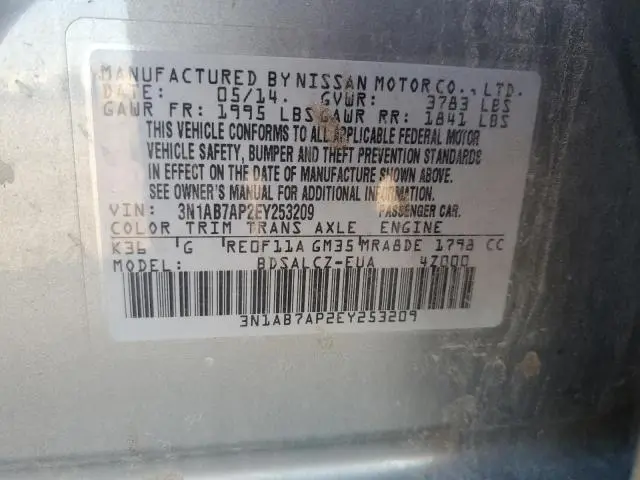 MANUFACTURED BY NISSAN MOTOR CO., LTD.
DATE: 05/14. GVWR: 3783 LBS
GAWR FR: 1995 LBS GAWR RR: 1841 LBS
THIS VEHICLE CONFORMS TO ALL APPLICABLE FEDERAL MOTOR
VEHICLE SAFETY, BUMPER AND THEFT PREVENTION STANDARDS
IN EFFECT ON THE DATE OF MANUFACTURE SHOWN ABOVE.
SEE OWNER'S MANUAL FOR ADDITIONAL INFORMATION.
VIN: 3N1AB7AP2EY253209 PASSENGER CAR.
COLOR TRIM TRANS AXLE ENGINE
K36 G RE0F11A GM35 MRA8DE 1798 CC
MODEL: BDSALCZ-EUA 4Z000
3N1AB7AP2EY253209